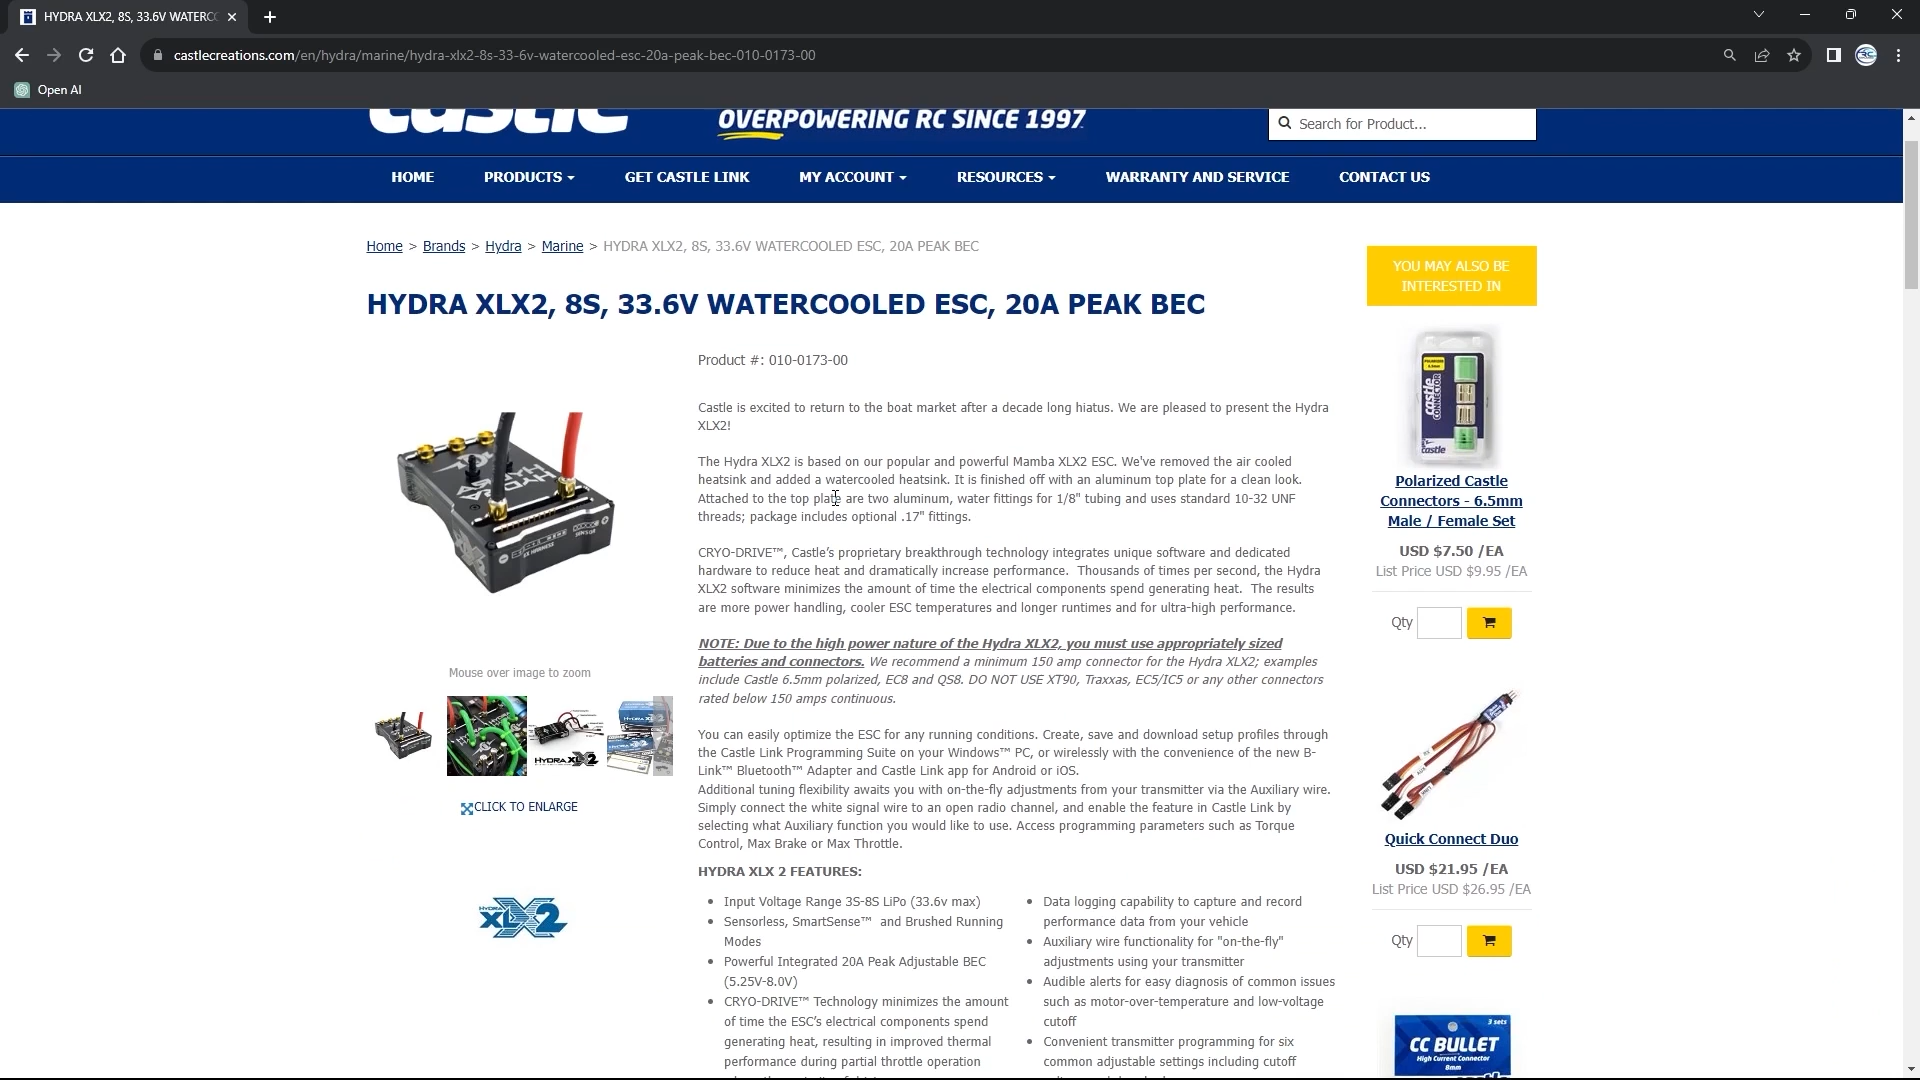 HYDRA XLX2, 8S, 33.6V WATERCO
castlecreations.com/en/hydra/marine/hydra-xlx2-8s-33-6v-watercooled-esc-20a-peak-bec-010-0173-00
Open AI
castle
OVERPOWERING RC SINCE 1997
Search for Product...
HOME
PRODUCTS
GET CASTLE LINK
MY ACCOUNT
RESOURCES
WARRANTY AND SERVICE
CONTACT US
Home > Brands > Hydra > Marine > HYDRA XLX2, 8S, 33.6V WATERCOOLED ESC, 20A PEAK BEC
HYDRA XLX2, 8S, 33.6V WATERCOOLED ESC, 20A PEAK BEC
Product #: 010-0173-00
Castle is excited to return to the boat market after a decade long hiatus. We are pleased to present the Hydra
XLX2!
The Hydra XLX2 is based on our popular and powerful Mamba XLX2 ESC. We've removed the air cooled
heatsink and added a watercooled heatsink. It is finished off with an aluminum top plate for a clean look.
Attached to the top plate are two aluminum, water fittings for 1/8" tubing and uses standard 10-32 UNF
threads; package includes optional .17" fittings.
CRYO-DRIVE™, Castle’s proprietary breakthrough technology integrates unique software and dedicated
hardware to reduce heat and dramatically increase performance.  Thousands of times per second, the Hydra
XLX2 software minimizes the amount of time the electrical components spend generating heat.  The results
are more power handling, cooler ESC temperatures and longer runtimes and for ultra-high performance.
NOTE: Due to the high power nature of the Hydra XLX2, you must use appropriately sized
batteries and connectors. We recommend a minimum 150 amp connector for the Hydra XLX2; examples
include Castle 6.5mm polarized, EC8 and QS8. DO NOT USE XT90, Traxxas, EC5/IC5 or any other connectors
rated below 150 amps continuous.
You can easily optimize the ESC for any running conditions. Create, save and download setup profiles through
the Castle Link Programming Suite on your Windows™ PC, or wirelessly with the convenience of the new B-
Link™ Bluetooth™ Adapter and Castle Link app for Android or iOS.
Additional tuning flexibility awaits you with on-the-fly adjustments from your transmitter via the Auxiliary wire.
Simply connect the white signal wire to an open radio channel, and enable the feature in Castle Link by
selecting what Auxiliary function you would like to use. Access programming parameters such as Torque
Control, Max Brake or Max Throttle.
HYDRA XLX 2 FEATURES:
Input Voltage Range 3S-8S LiPo (33.6v max)
Sensorless, SmartSense™  and Brushed Running
Modes
Powerful Integrated 20A Peak Adjustable BEC
(5.25V-8.0V)
CRYO-DRIVE™ Technology minimizes the amount
of time the ESC’s electrical components spend
generating heat, resulting in improved thermal
performance during partial throttle operation
Data logging capability to capture and record
performance data from your vehicle
Auxiliary wire functionality for "on-the-fly"
adjustments using your transmitter
Audible alerts for easy diagnosis of common issues
such as motor-over-temperature and low-voltage
cutoff
Convenient transmitter programming for six
common adjustable settings including cutoff
Mouse over image to zoom
HYDRA XLX2
CLICK TO ENLARGE
HYDRA
XLX2
YOU MAY ALSO BE
INTERESTED IN
castle
CONNECTOR
castle
Polarized Castle
Connectors - 6.5mm
Male / Female Set
USD $7.50 /EA
List Price USD $9.95 /EA
Qty
Quick Connect Duo
USD $21.95 /EA
List Price USD $26.95 /EA
Qty
3 sets
CC BULLET
High Current Connector
8mm